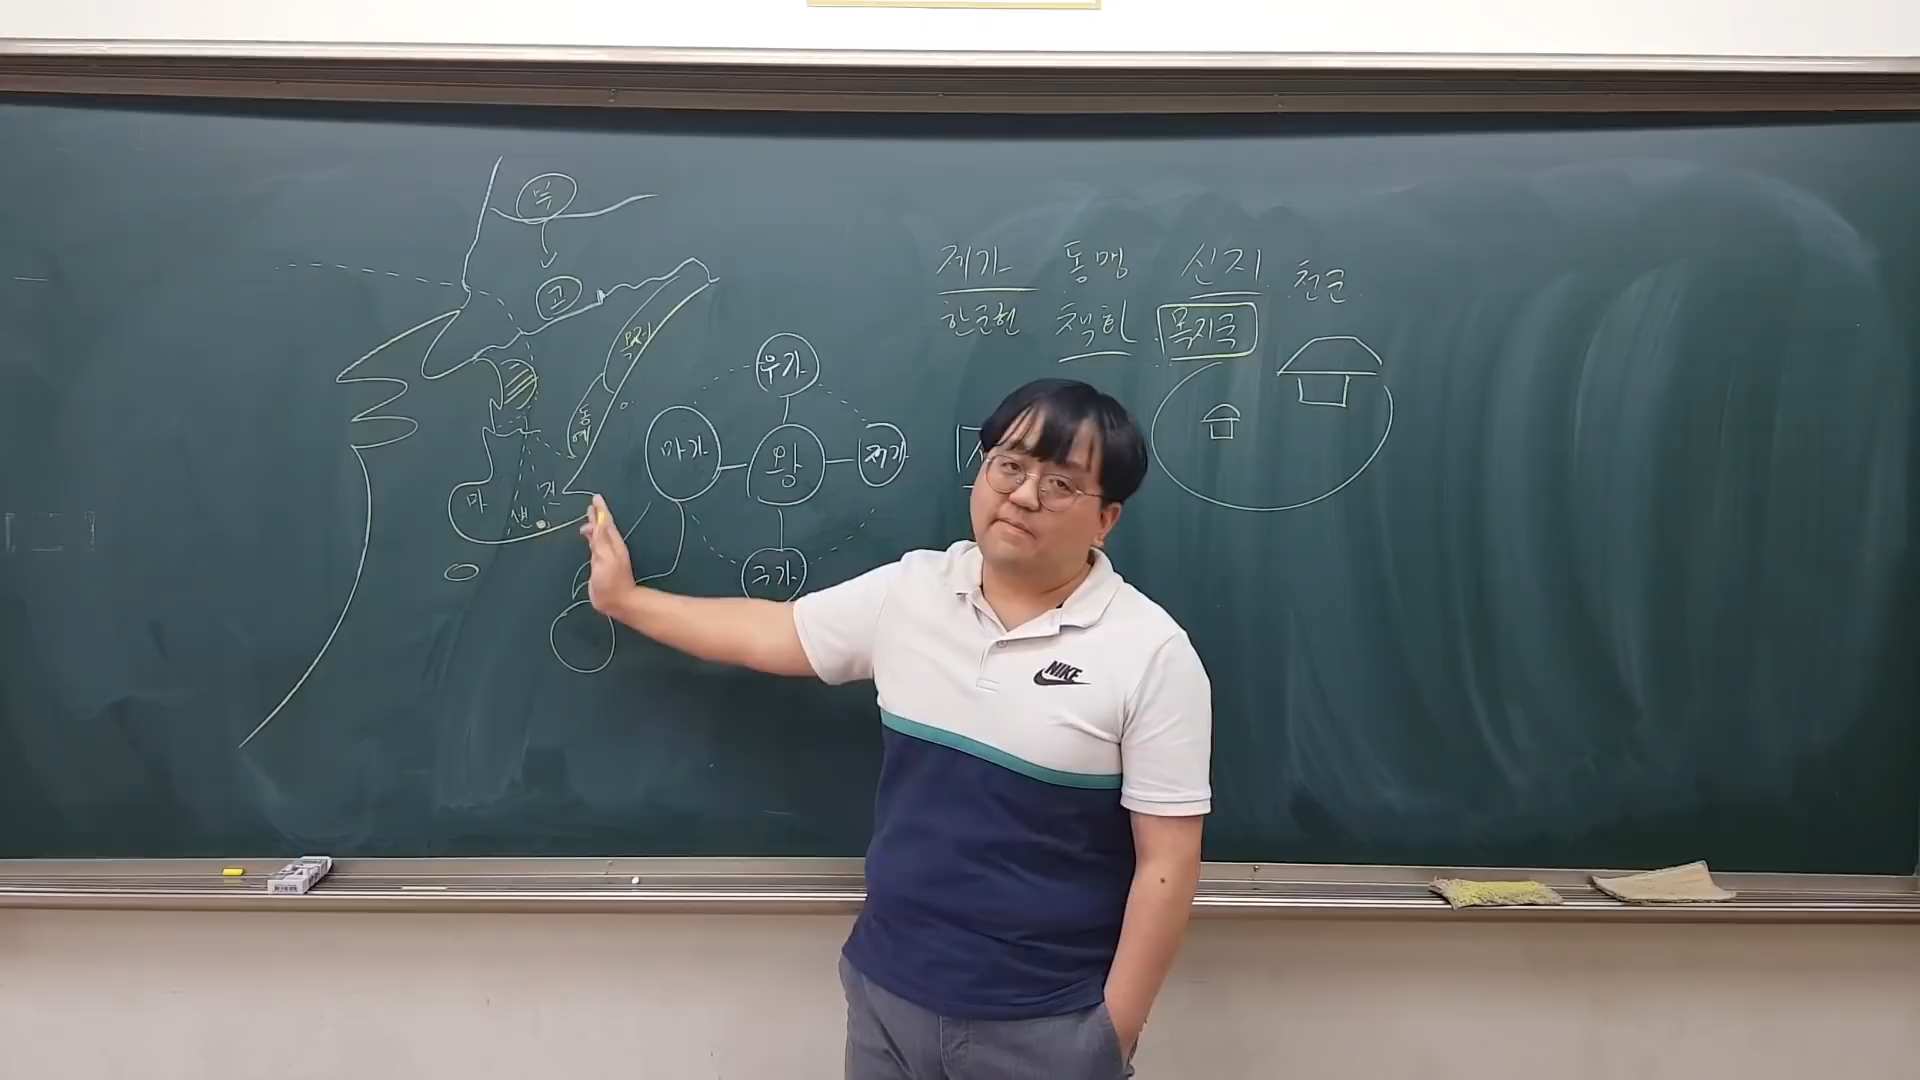 부
고
옥저
동예
마
변
진
우가
마가
왕
저가
구가
제가 동맹 신지 천군
한군현 책화 목지국
NIKE